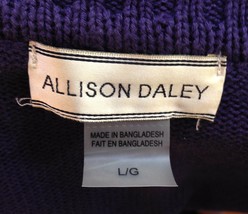 ALLISON DALEY
MADE IN BANGLADESH
FAIT EN BANGLADESH
L/G